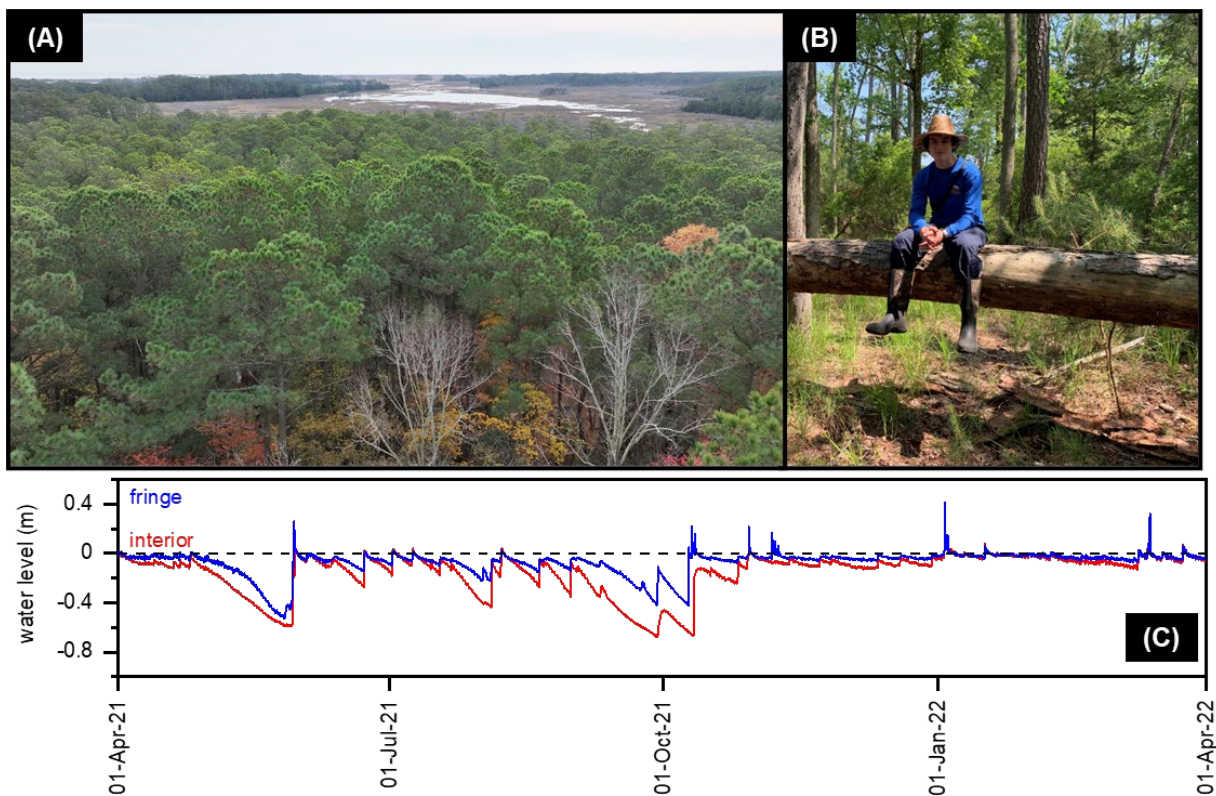 (A)
(B)
fringe
interior
water level (m)
0.4
0
-0.4
-0.8
(C)
01-Apr-21
01-Jul-21
01-Oct-21
01-Jan-22
01-Apr-22